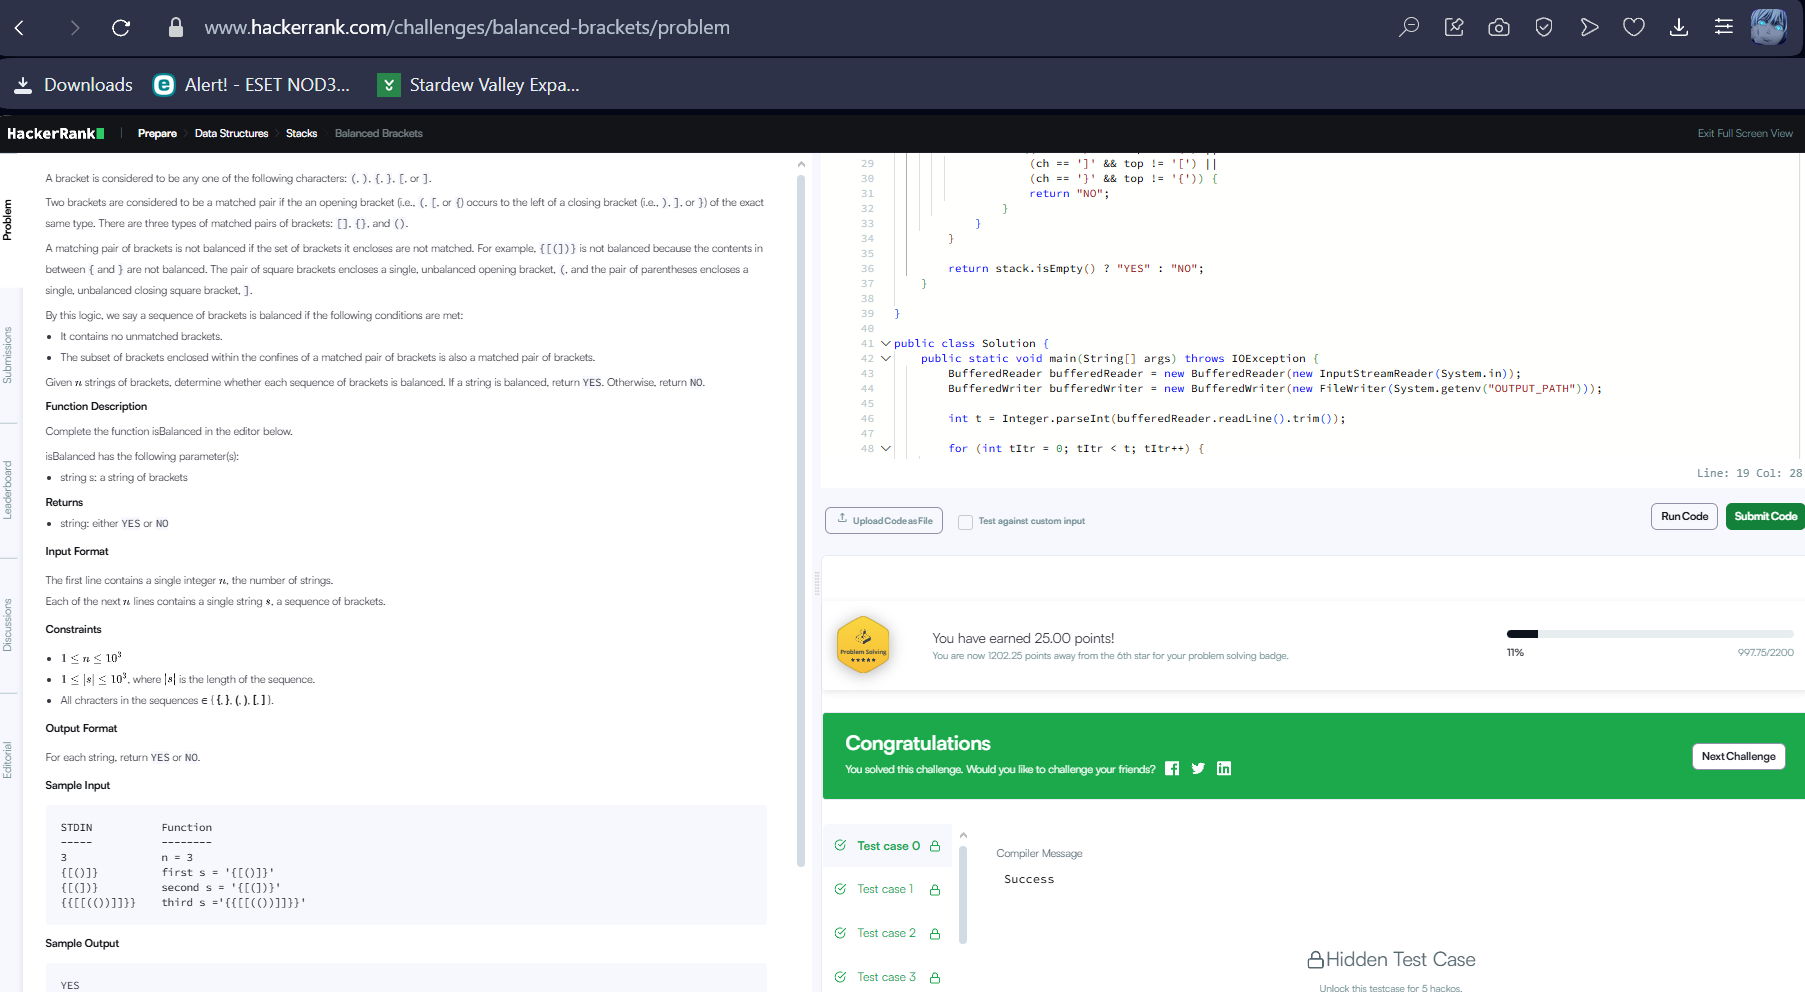 www.hackerrank.com/challenges/balanced-brackets/problem
Downloads
Alert! - ESET NOD3...
Stardew Valley Expa...
HackerRank
Prepare
Data Structures
Stacks
Balanced Brackets
Exit Full Screen View
Problem
Submissions
Leaderboard
Discussions
Editorial
A bracket is considered to be any one of the following characters: (, ), {, }, [, or ].
Two brackets are considered to be a matched pair if the an opening bracket (i.e., (, [, or {) occurs to the left of a closing bracket (i.e., ), ], or }) of the exact
same type. There are three types of matched pairs of brackets: [], {}, and ().
A matching pair of brackets is not balanced if the set of brackets it encloses are not matched. For example, {[(])} is not balanced because the contents in
between { and } are not balanced. The pair of square brackets encloses a single, unbalanced opening bracket, (, and the pair of parentheses encloses a
single, unbalanced closing square bracket, ].
By this logic, we say a sequence of brackets is balanced if the following conditions are met:
• It contains no unmatched brackets.
• The subset of brackets enclosed within the confines of a matched pair of brackets is also a matched pair of brackets.
Given n strings of brackets, determine whether each sequence of brackets is balanced. If a string is balanced, return YES. Otherwise, return NO.
Function Description
Complete the function isBalanced in the editor below.
isBalanced has the following parameter(s):
• string s: a string of brackets
Returns
• string: either YES or NO
Input Format
The first line contains a single integer n, the number of strings.
Each of the next n lines contains a single string s, a sequence of brackets.
Constraints
• 1 ≤ n ≤ 10³
• 1 ≤ |s| ≤ 10³, where |s| is the length of the sequence.
• All chracters in the sequences ∈ { {, }, (, ), [, ] }.
Output Format
For each string, return YES or NO.
Sample Input
STDIN Function
----- --------
3 n = 3
{[()]} first s = '{[()]}'
{[(])} second s = '{[(])}'
{{[[(())]]}} third s ='{{[[(())]]}}'
Sample Output
YES
29 (ch == ']' && top != '[') ||
30 (ch == '}' && top != '{')) {
31 return "NO";
32 }
33 }
34 }
35
36 return stack.isEmpty() ? "YES" : "NO";
37 }
38
39 }
40
41 public class Solution {
42 public static void main(String[] args) throws IOException {
43 BufferedReader bufferedReader = new BufferedReader(new InputStreamReader(System.in));
44 BufferedWriter bufferedWriter = new BufferedWriter(new FileWriter(System.getenv("OUTPUT_PATH")));
45
46 int t = Integer.parseInt(bufferedReader.readLine().trim());
47
48 for (int tItr = 0; tItr < t; tItr++) {
Line: 19 Col: 28
Upload Code as File
Test against custom input
Run Code
Submit Code
Problem Solving
★★★★★
You have earned 25.00 points!
You are now 1202.25 points away from the 6th star for your problem solving badge.
11%
997.75/2200
Congratulations
You solved this challenge. Would you like to challenge your friends?
Next Challenge
Test case 0
Test case 1
Test case 2
Test case 3
Compiler Message
Success
Hidden Test Case
Unlock this testcase for 5 hackos.